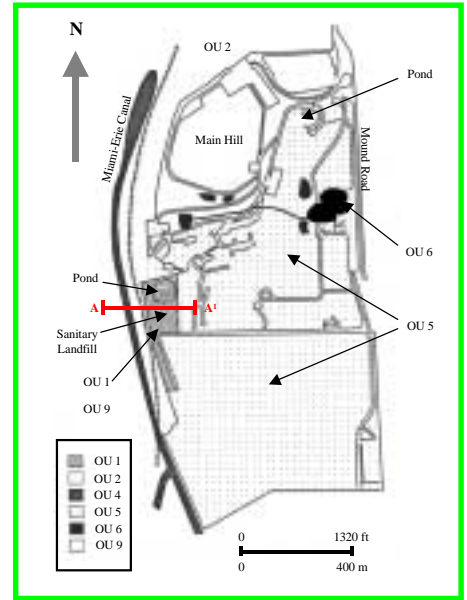 N
OU 2
Pond
Miami-Erie Canal
Main Hill
Mound Road
OU 6
Pond
A
A¹
OU 5
Sanitary
Landfill
OU 1
OU 9
OU 1
OU 2
OU 4
OU 5
OU 6
OU 9
0 1320 ft
0 400 m